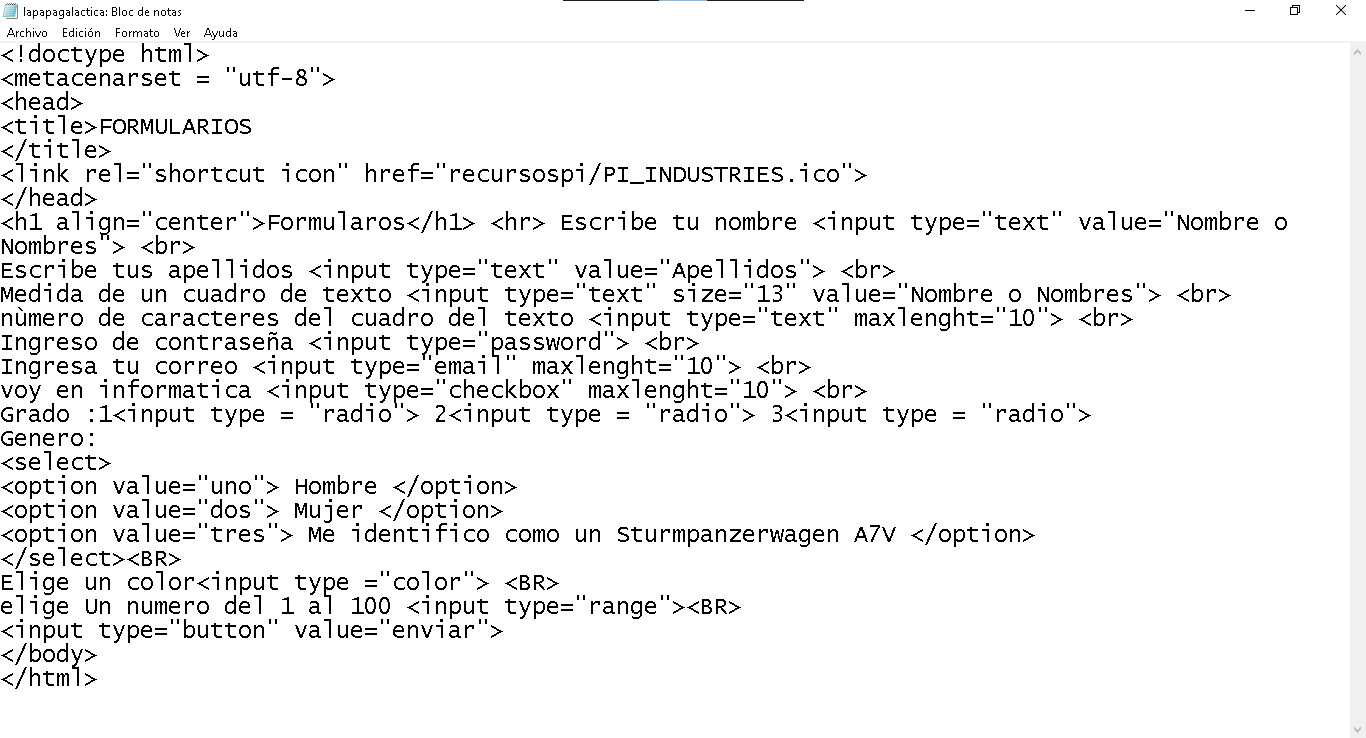 lapapagalactica: Bloc de notas
Archivo Edición Formato Ver Ayuda
<!doctype html>
<metacenarset = "utf-8">
<head>
<title>FORMULARIOS
</title>
<link rel="shortcut icon" href="recursospi/PI_INDUSTRIES.ico">
</head>
<h1 align="center">Formularos</h1> <hr> Escribe tu nombre <input type="text" value="Nombre o
Nombres"> <br>
Escribe tus apellidos <input type="text" value="Apellidos"> <br>
Medida de un cuadro de texto <input type="text" size="13" value="Nombre o Nombres"> <br>
nùmero de caracteres del cuadro del texto <input type="text" maxlenght="10"> <br>
Ingreso de contraseña <input type="password"> <br>
Ingresa tu correo <input type="email" maxlenght="10"> <br>
voy en informatica <input type="checkbox" maxlenght="10"> <br>
Grado :1<input type = "radio"> 2<input type = "radio"> 3<input type = "radio">
Genero:
<select>
<option value="uno"> Hombre </option>
<option value="dos"> Mujer </option>
<option value="tres"> Me identifico como un Sturmpanzerwagen A7V </option>
</select><BR>
Elige un color<input type ="color"> <BR>
elige Un numero del 1 al 100 <input type="range"><BR>
<input type="button" value="enviar">
</body>
</html>